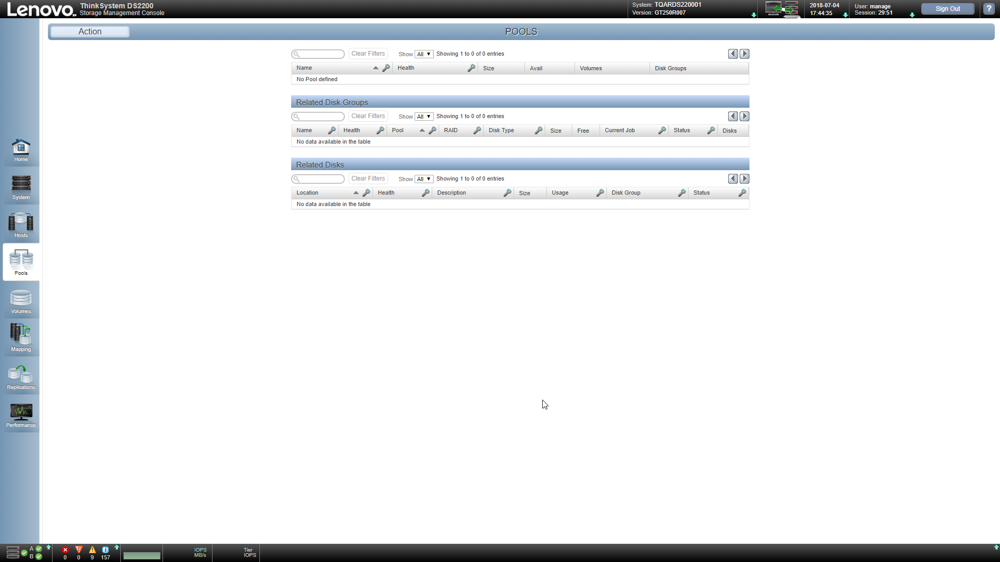 Lenovo
ThinkSystem DS2200
Storage Management Console
System: TQARDS220001
Version: GT250R007
2018-07-04
17:44:35
User: manage
Session: 29:51
Sign Out
?
Action
POOLS
Clear Filters Show All Showing 1 to 0 of 0 entries
Name Health Size Avail Volumes Disk Groups
No Pool defined
Related Disk Groups
Clear Filters Show All Showing 1 to 0 of 0 entries
Name Health Pool RAID Disk Type Size Free Current Job Status Disks
No data available in the table
Related Disks
Clear Filters Show All Showing 1 to 0 of 0 entries
Location Health Description Size Usage Disk Group Status
No data available in the table
Home
System
Hosts
Pools
Volumes
Mapping
Replications
Performance
A
B
0 0 9 157
IOPS
MB/s
Tier
IOPS